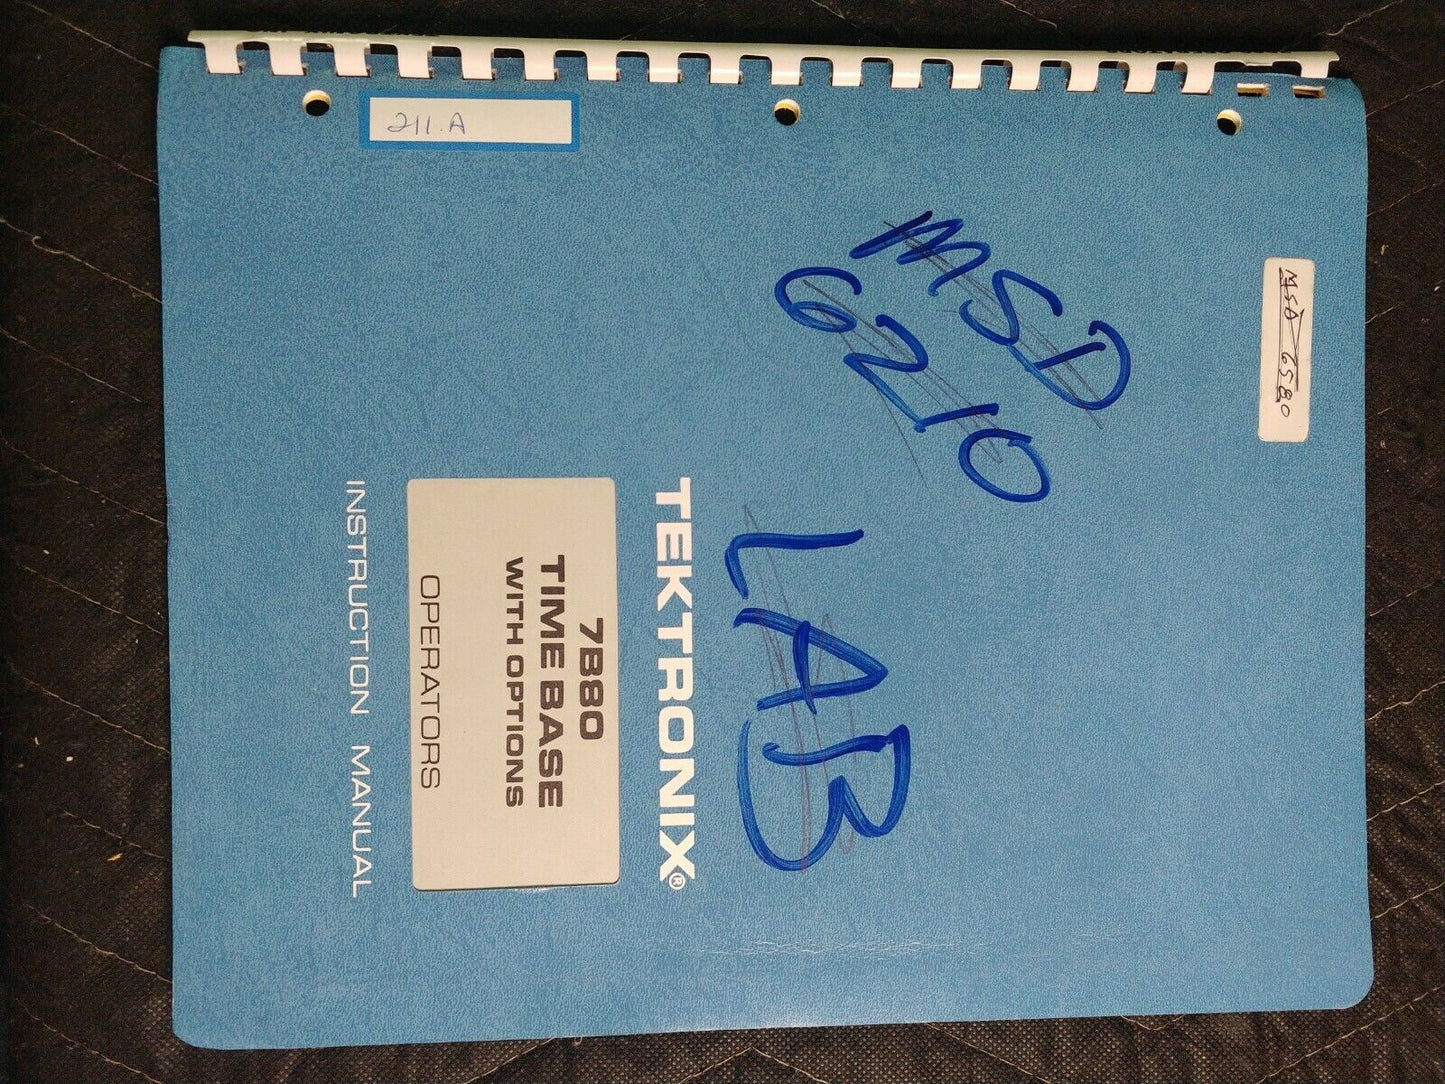 MSD 6580
MSD
6210
LAB
TEKTRONIX®
7B80
TIME BASE
WITH OPTIONS
OPERATORS
INSTRUCTION MANUAL
211.A